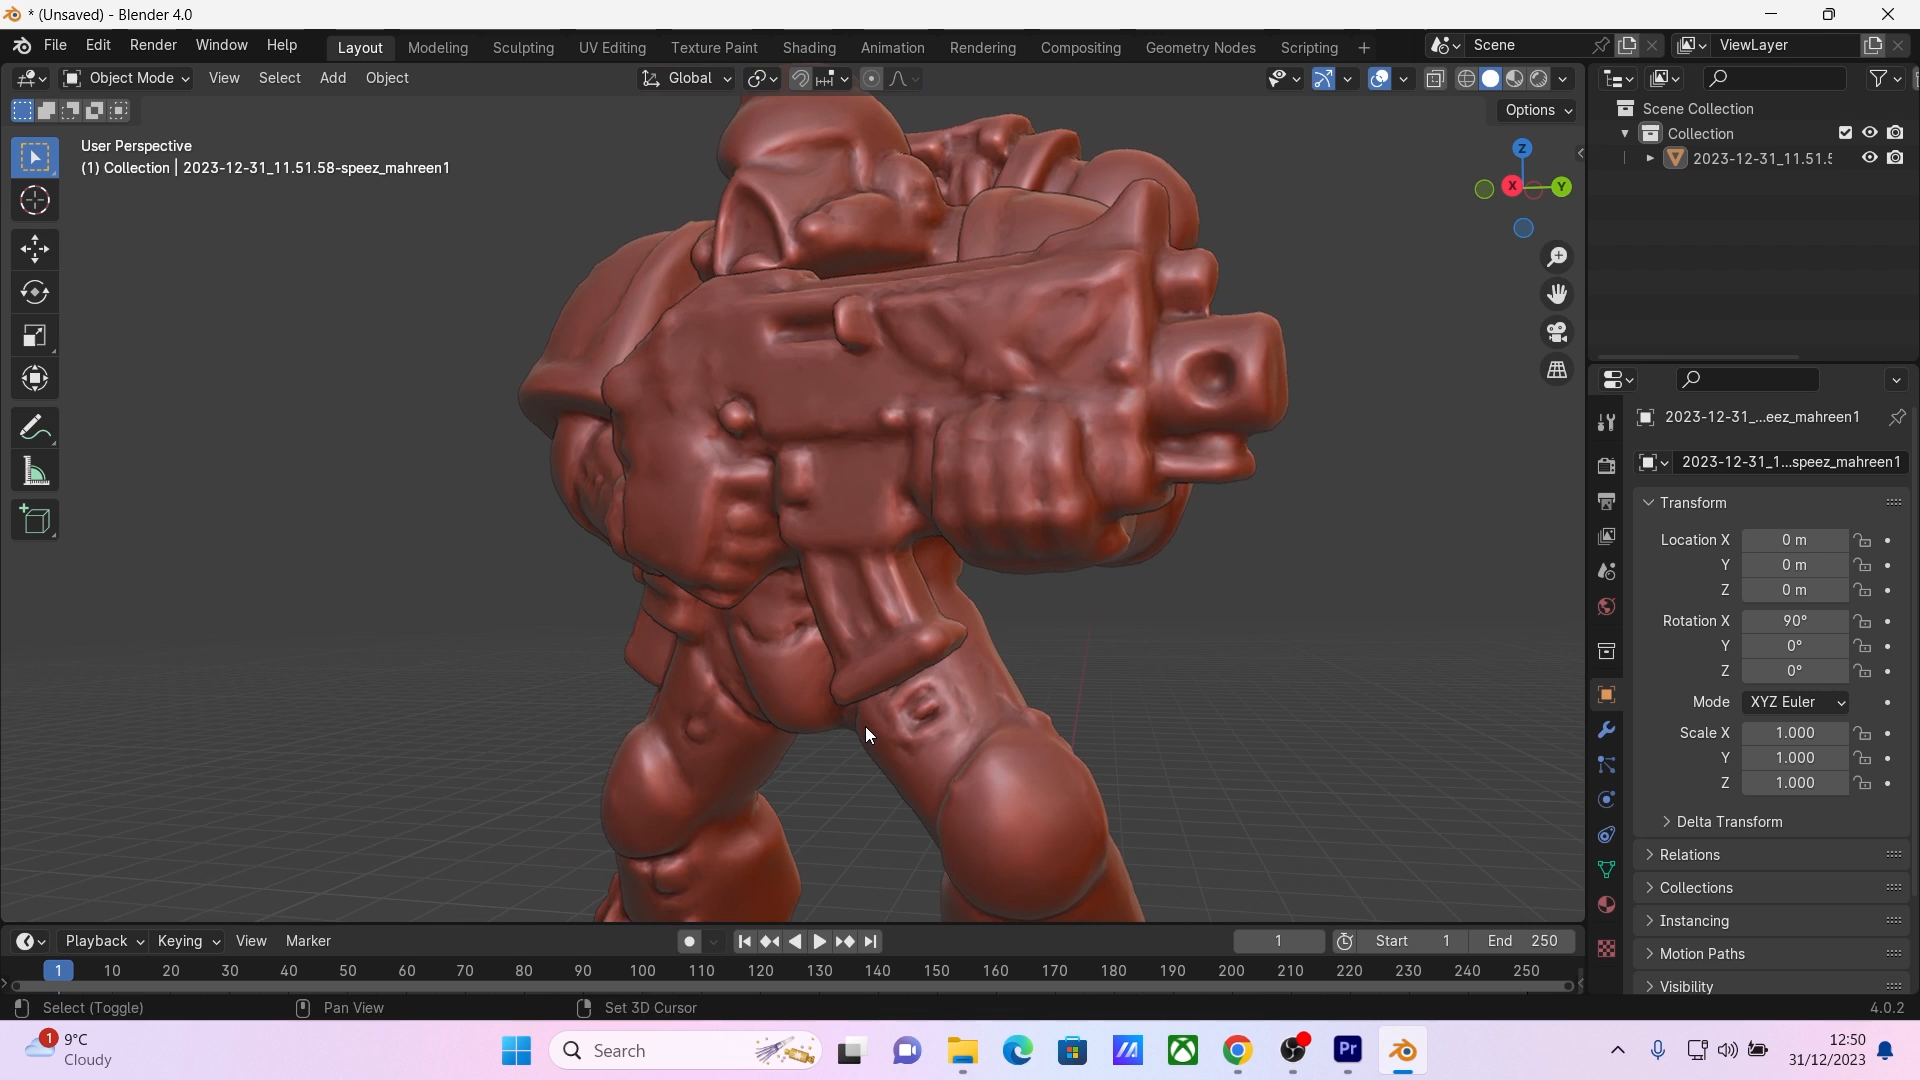 * (Unsaved) - Blender 4.0
File Edit Render Window Help
Layout Modeling Sculpting UV Editing Texture Paint Shading Animation Rendering Compositing Geometry Nodes Scripting +
Scene
ViewLayer
Object Mode View Select Add Object
Global
Options
User Perspective
(1) Collection | 2023-12-31_11.51.58-speez_mahreen1
Z
X
Y
Scene Collection
Collection
2023-12-31_11.51.5
2023-12-31_...eez_mahreen1
2023-12-31_1...speez_mahreen1
Transform
Location X 0 m
Y 0 m
Z 0 m
Rotation X 90°
Y 0°
Z 0°
Mode XYZ Euler
Scale X 1.000
Y 1.000
Z 1.000
Delta Transform
Relations
Collections
Instancing
Motion Paths
Visibility
Playback Keying View Marker
1
Start 1
End 250
1 10 20 30 40 50 60 70 80 90 100 110 120 130 140 150 160 170 180 190 200 210 220 230 240 250
Select (Toggle)
Pan View
Set 3D Cursor
4.0.2
1
9°C
Cloudy
Search
Pr
12:50
31/12/2023